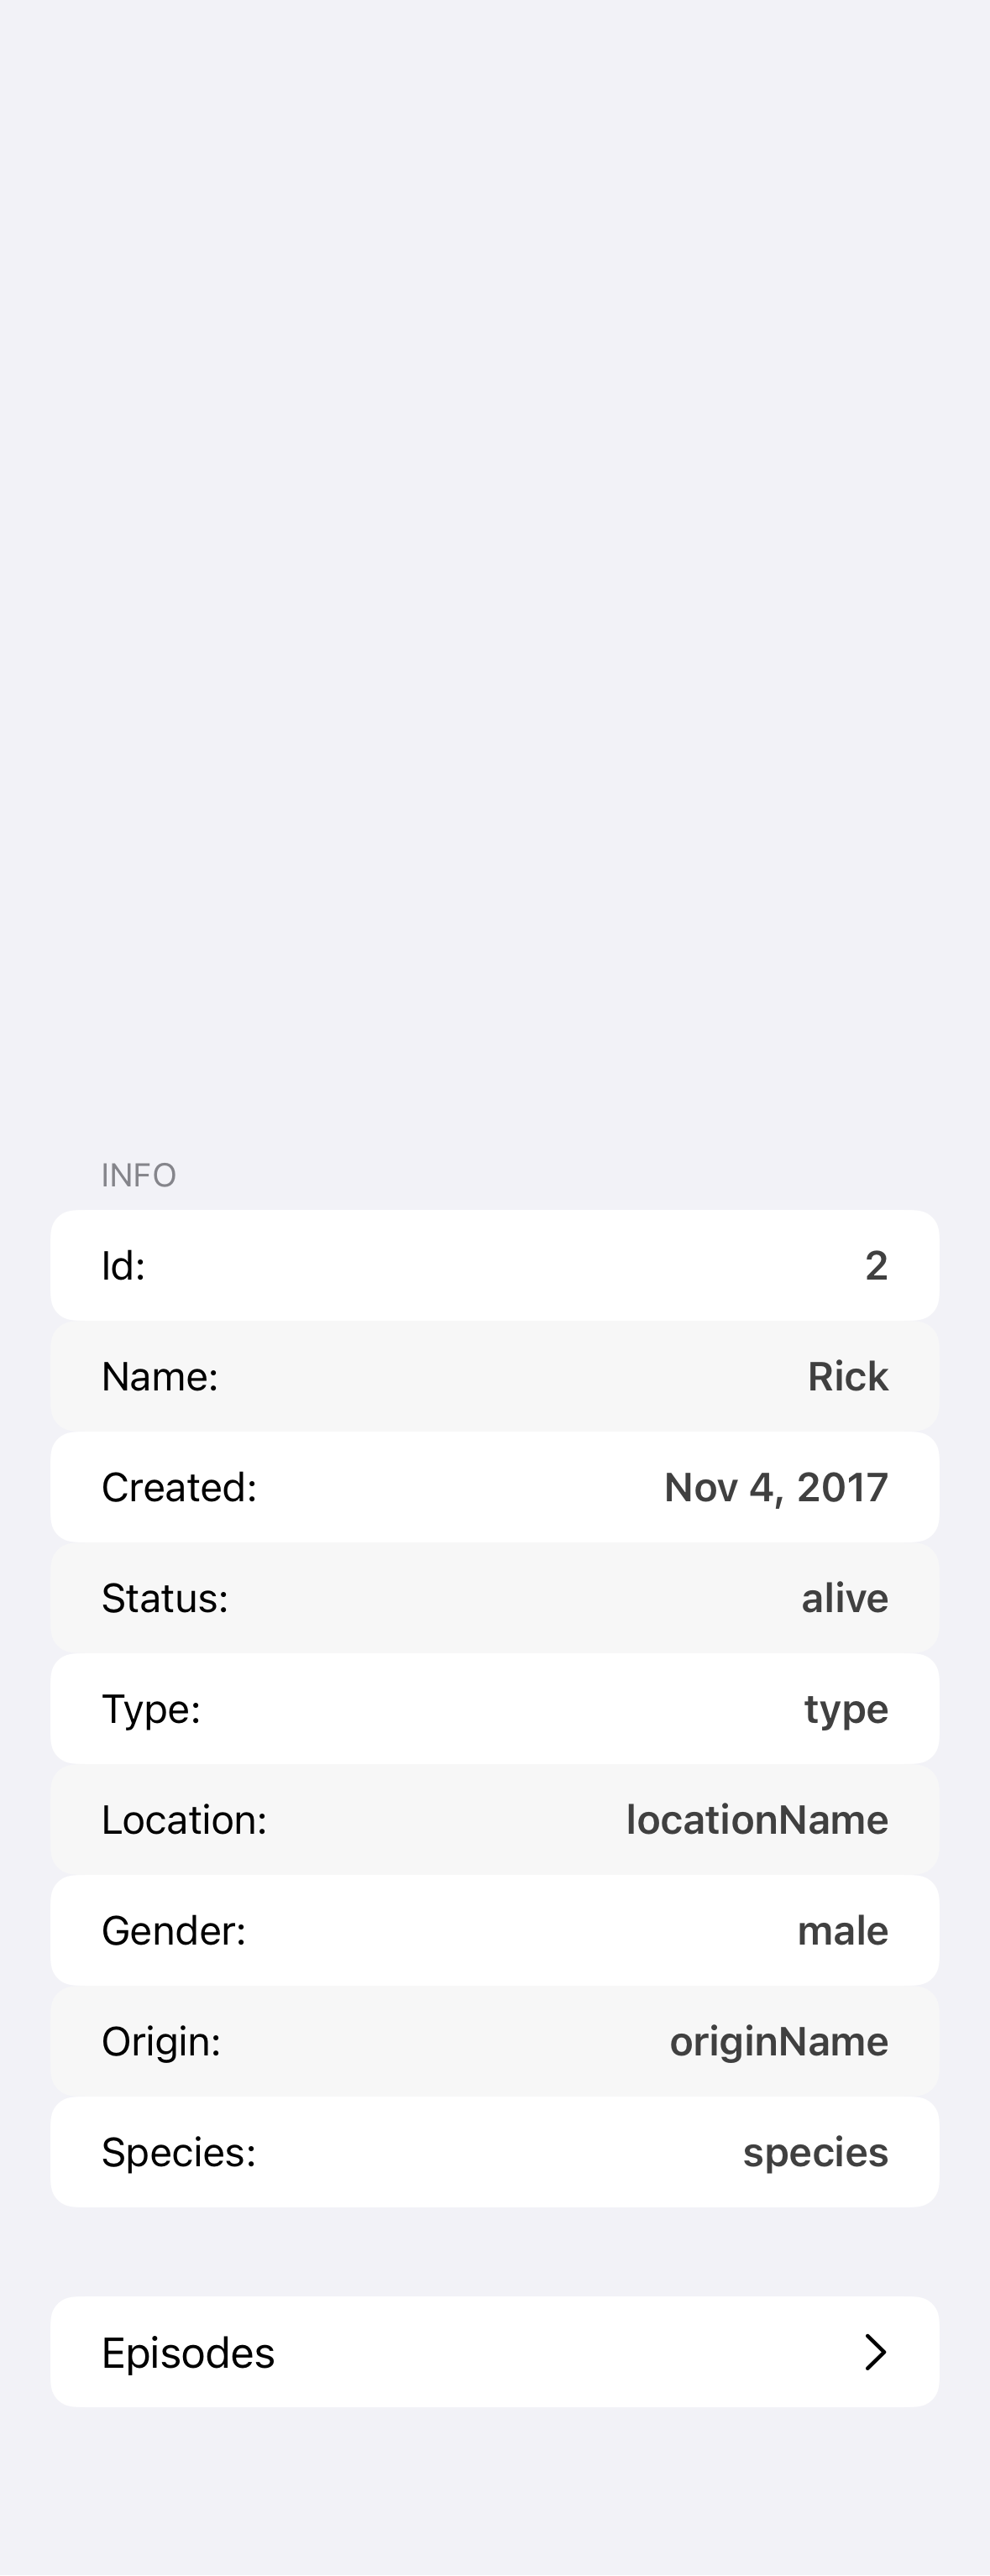 INFO
Id: 2
Name: Rick
Created: Nov 4, 2017
Status: alive
Type: type
Location: locationName
Gender: male
Origin: originName
Species: species
Episodes